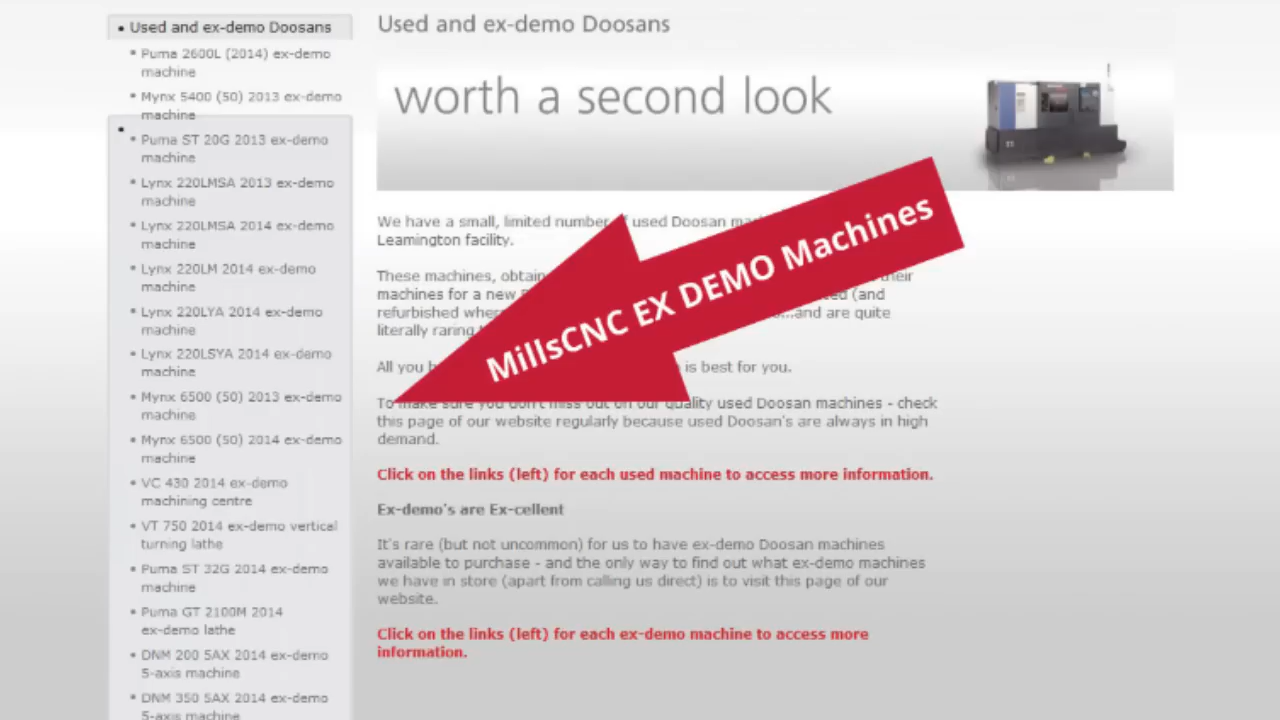 Used and ex-demo Doosans
Puma 2600L (2014) ex-demo
machine
Mynx 5400 (50) 2013 ex-demo
machine
Puma ST 20G 2013 ex-demo
machine
Lynx 220LMSA 2013 ex-demo
machine
Lynx 220LMSA 2014 ex-demo
machine
Lynx 220LM 2014 ex-demo
machine
Lynx 220LYA 2014 ex-demo
machine
Lynx 220LSYA 2014 ex-demo
machine
Mynx 6500 (50) 2013 ex-demo
machine
Mynx 6500 (50) 2014 ex-demo
machine
VC 430 2014 ex-demo
machining centre
VT 750 2014 ex-demo vertical
turning lathe
Puma ST 32G 2014 ex-demo
machine
Puma GT 2100M 2014
ex-demo lathe
DNM 200 5AX 2014 ex-demo
5-axis machine
DNM 350 5AX 2014 ex-demo
5-axis machine
Used and ex-demo Doosans
worth a second look
We have a small, limited number used Doosan
Leamington facility.
These machines,
machines for a new (and
refurbished ...and are quite
literally raring
All you is best for you.
To make sure you don't miss out on our quality used Doosan machines - check
this page of our website regularly because used Doosan's are always in high
demand.
Click on the links (left) for each used machine to access more information.
Ex-demo's are Ex-cellent
It's rare (but not uncommon) for us to have ex-demo Doosan machines
available to purchase - and the only way to find out what ex-demo machines
we have in store (apart from calling us direct) is to visit this page of our
website.
Click on the links (left) for each ex-demo machine to access more
information.
MillsCNC EX DEMO Machines